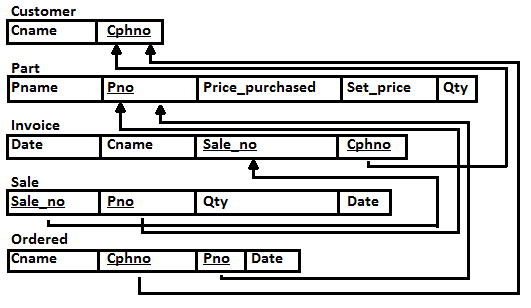 Customer
Cname Cphno
Part
Pname Pno Price_purchased Set_price Qty
Invoice
Date Cname Sale_no Cphno
Sale
Sale_no Pno Qty Date
Ordered
Cname Cphno Pno Date